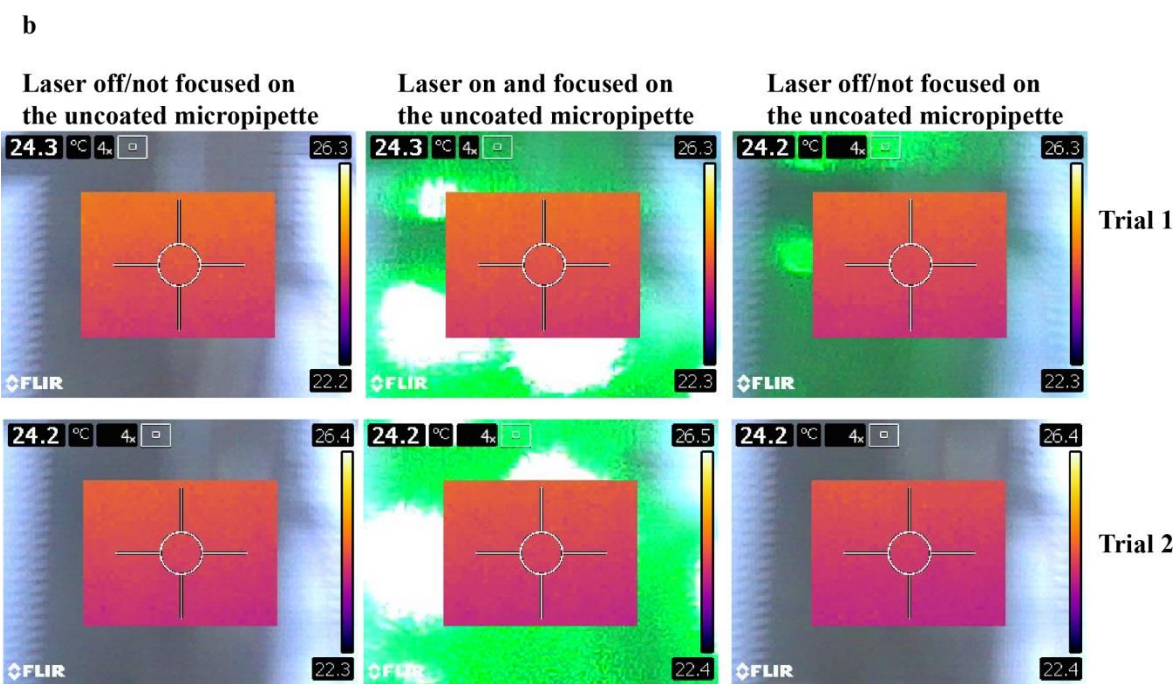 b
Laser off/not focused on
the uncoated micropipette
Laser on and focused on
the uncoated micropipette
Laser off/not focused on
the uncoated micropipette
24.3 °C 4x 26.3
24.3 °C 4x 26.3
24.2 °C 4x 26.3
Trial 1
FLIR 22.2
FLIR 22.3
FLIR 22.3
24.2 °C 4x 26.4
24.2 °C 4x 26.5
24.2 °C 4x 26.4
Trial 2
FLIR 22.3
FLIR 22.4
FLIR 22.4